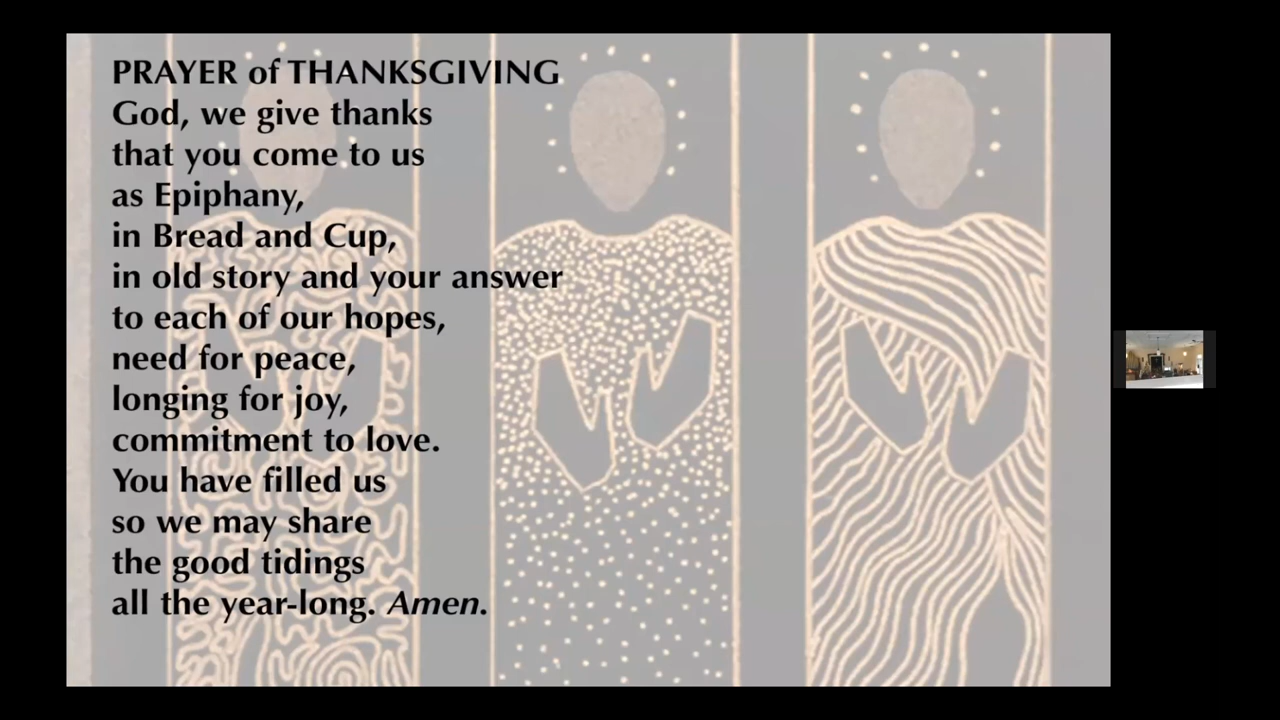 PRAYER of THANKSGIVING
God, we give thanks
that you come to us
as Epiphany,
in Bread and Cup,
in old story and your answer
to each of our hopes,
need for peace,
longing for joy,
commitment to love.
You have filled us
so we may share
the good tidings
all the year-long. Amen.